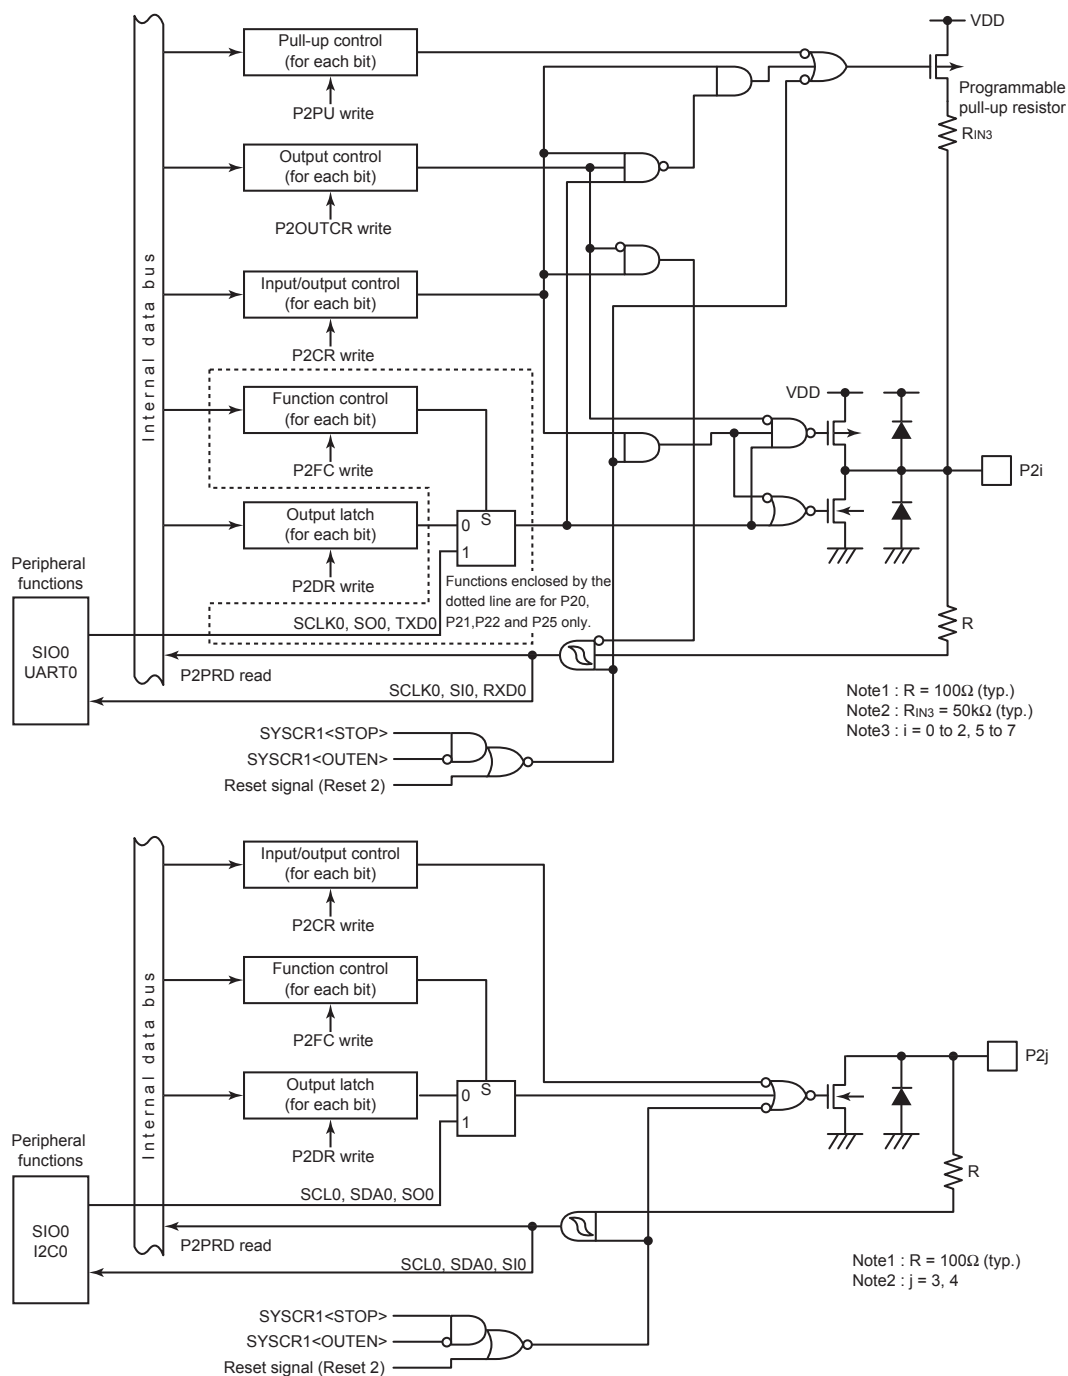 VDD
Pull-up control
(for each bit)
P2PU write
Programmable
pull-up resistor
RIN3
Output control
(for each bit)
P2OUTCR write
Internal data bus
Input/output control
(for each bit)
P2CR write
Function control
(for each bit)
P2FC write
VDD
P2i
Output latch
(for each bit)
P2DR write
0
S
1
Functions enclosed by the
dotted line are for P20,
P21,P22 and P25 only.
Peripheral
functions
SIO0
UART0
SCLK0, SO0, TXD0
R
P2PRD read
SCLK0, SI0, RXD0
Note1 : R = 100Ω (typ.)
Note2 : RIN3 = 50kΩ (typ.)
Note3 : i = 0 to 2, 5 to 7
SYSCR1<STOP>
SYSCR1<OUTEN>
Reset signal (Reset 2)
Input/output control
(for each bit)
P2CR write
Internal data bus
Function control
(for each bit)
P2FC write
P2j
Output latch
(for each bit)
P2DR write
0
S
1
Peripheral
functions
SIO0
I2C0
SCL0, SDA0, SO0
R
P2PRD read
SCL0, SDA0, SI0
Note1 : R = 100Ω (typ.)
Note2 : j = 3, 4
SYSCR1<STOP>
SYSCR1<OUTEN>
Reset signal (Reset 2)